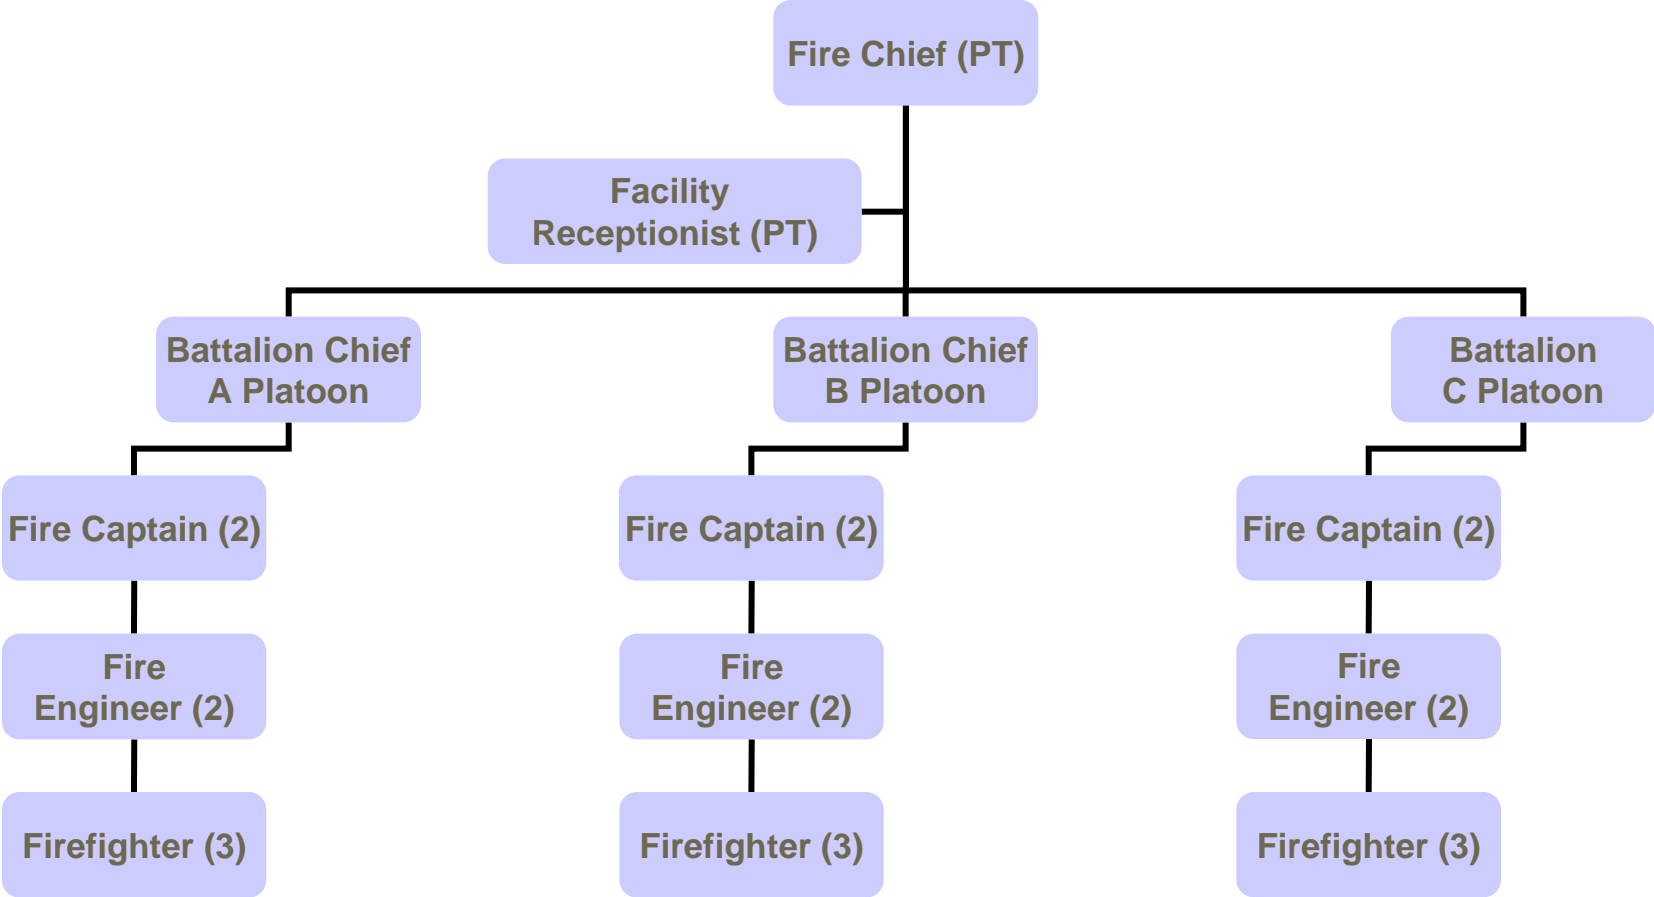 Fire Chief (PT)
Facility
Receptionist (PT)
Battalion Chief
A Platoon
Battalion Chief
B Platoon
Battalion
C Platoon
Fire Captain (2)
Fire Captain (2)
Fire Captain (2)
Fire
Engineer (2)
Fire
Engineer (2)
Fire
Engineer (2)
Firefighter (3)
Firefighter (3)
Firefighter (3)